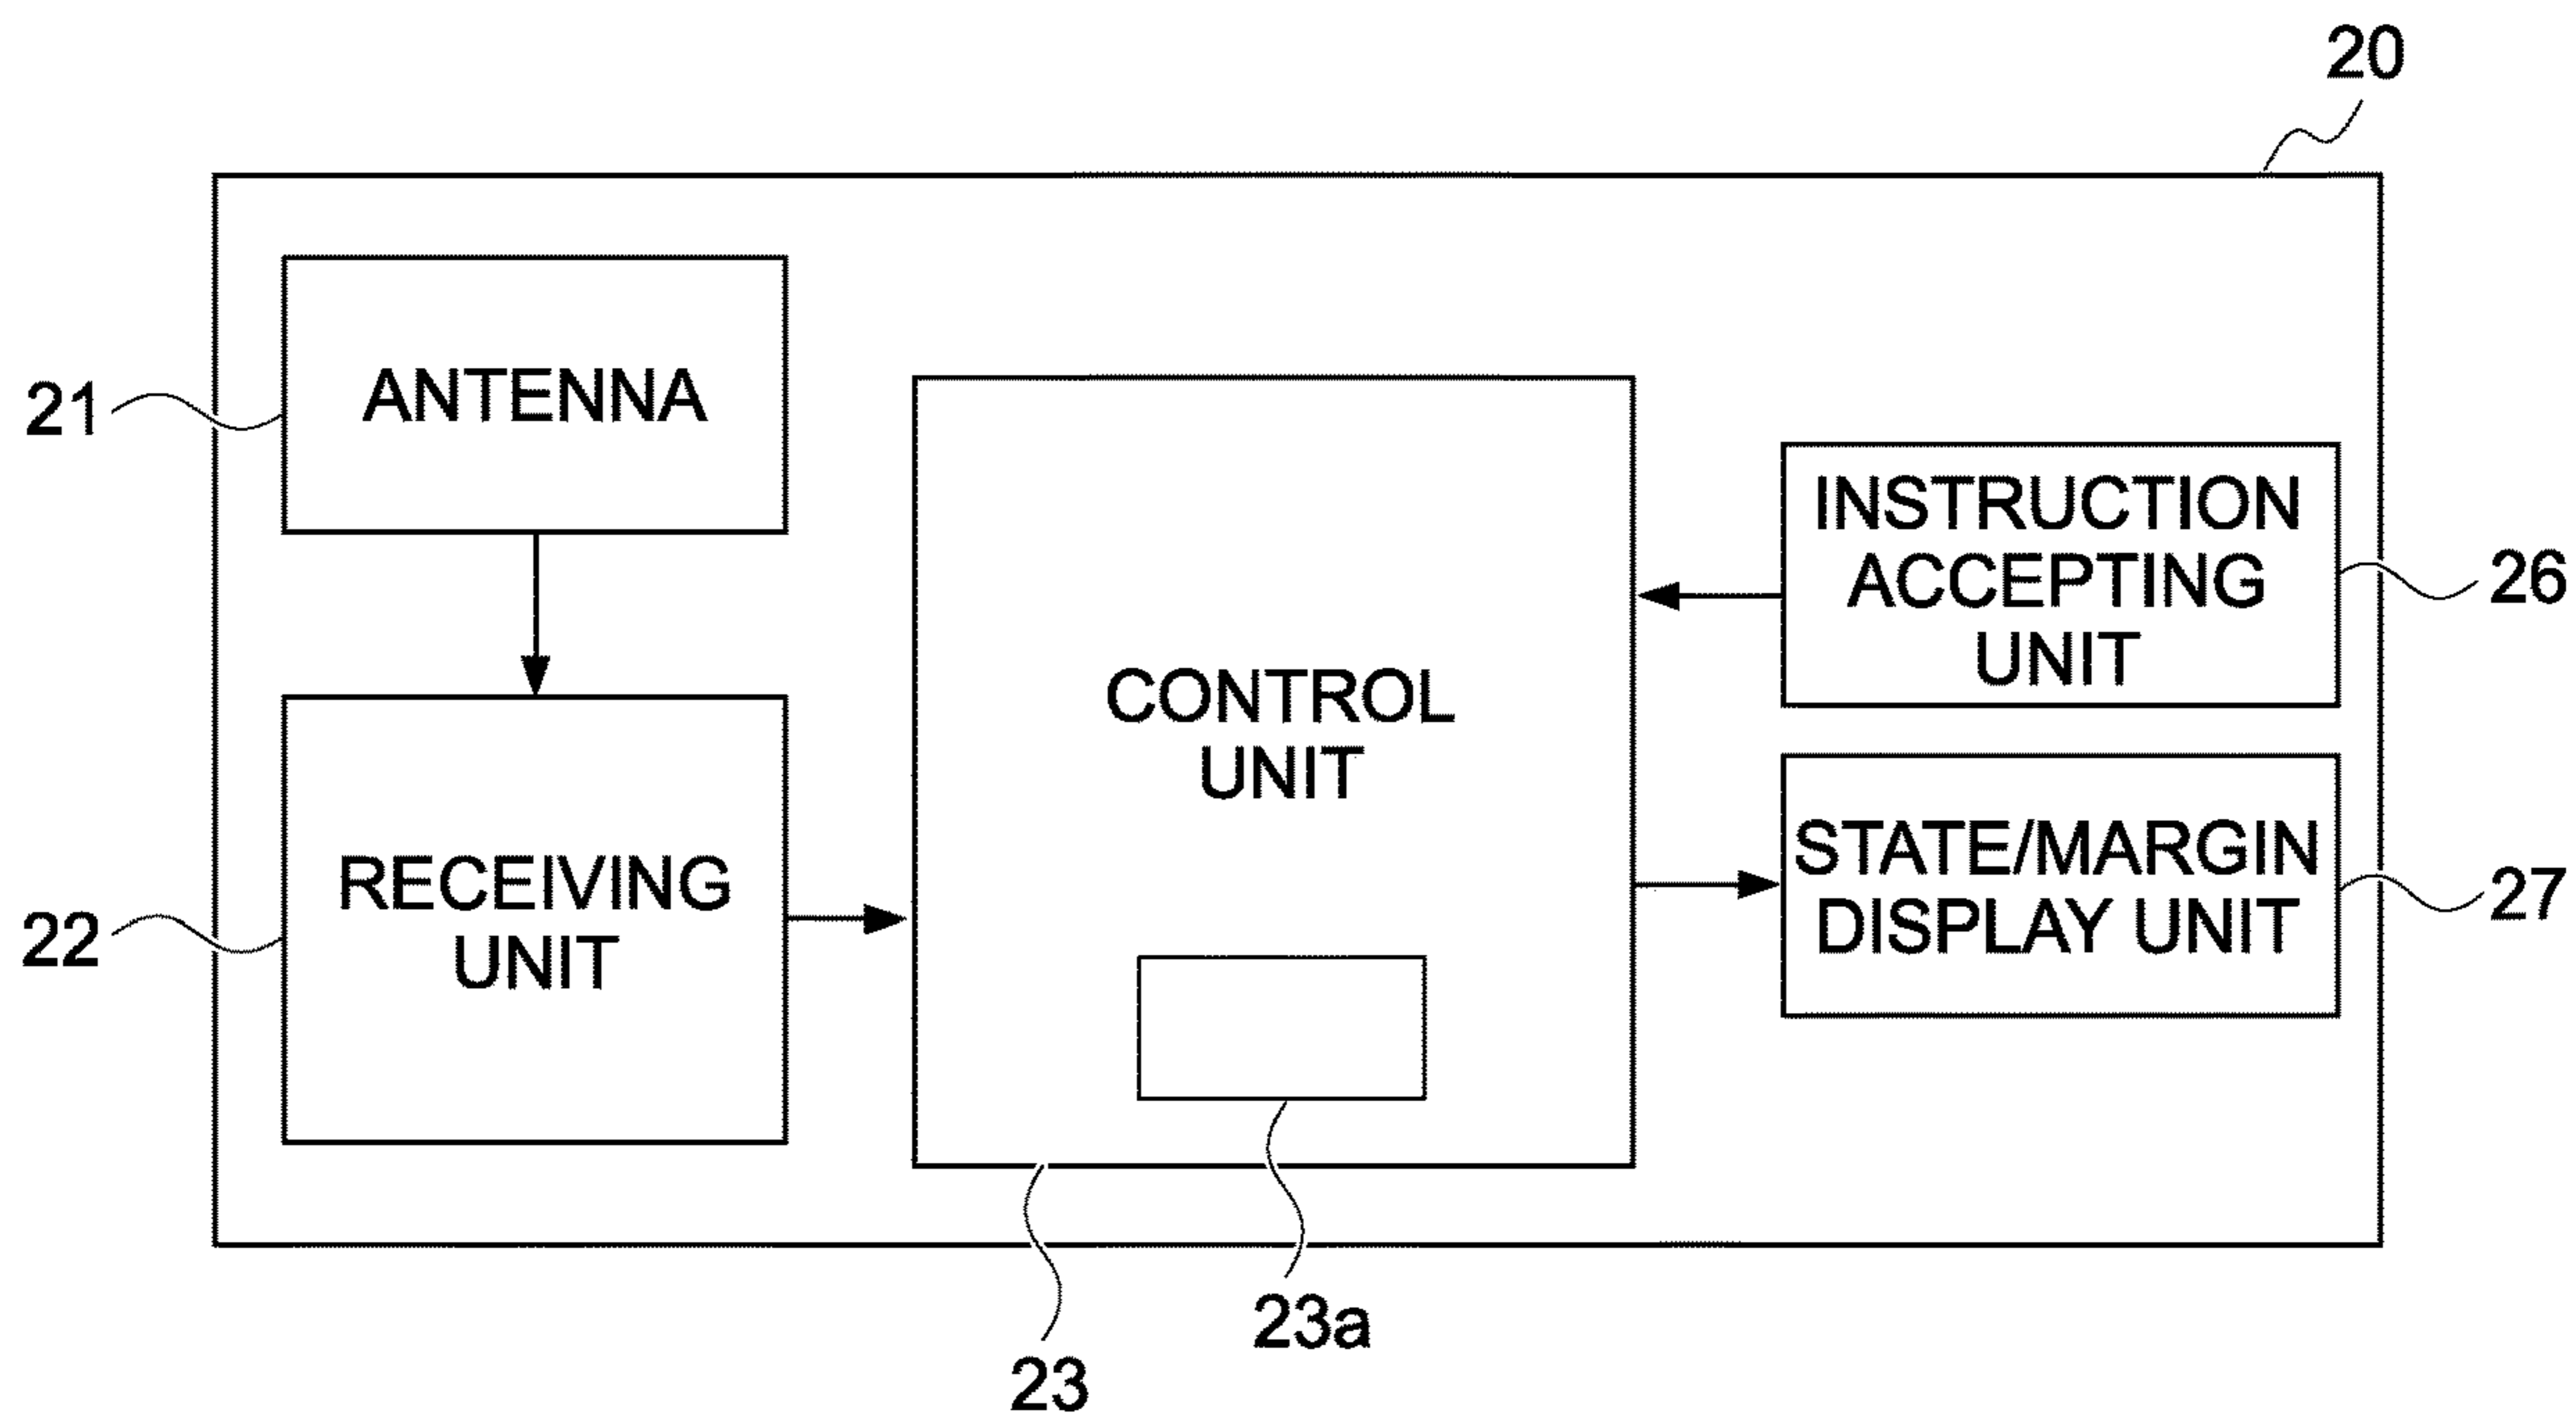 20
ANTENNA
21
INSTRUCTION
ACCEPTING
UNIT
26
CONTROL
UNIT
RECEIVING
UNIT
22
STATE/MARGIN
DISPLAY UNIT
27
23a
23